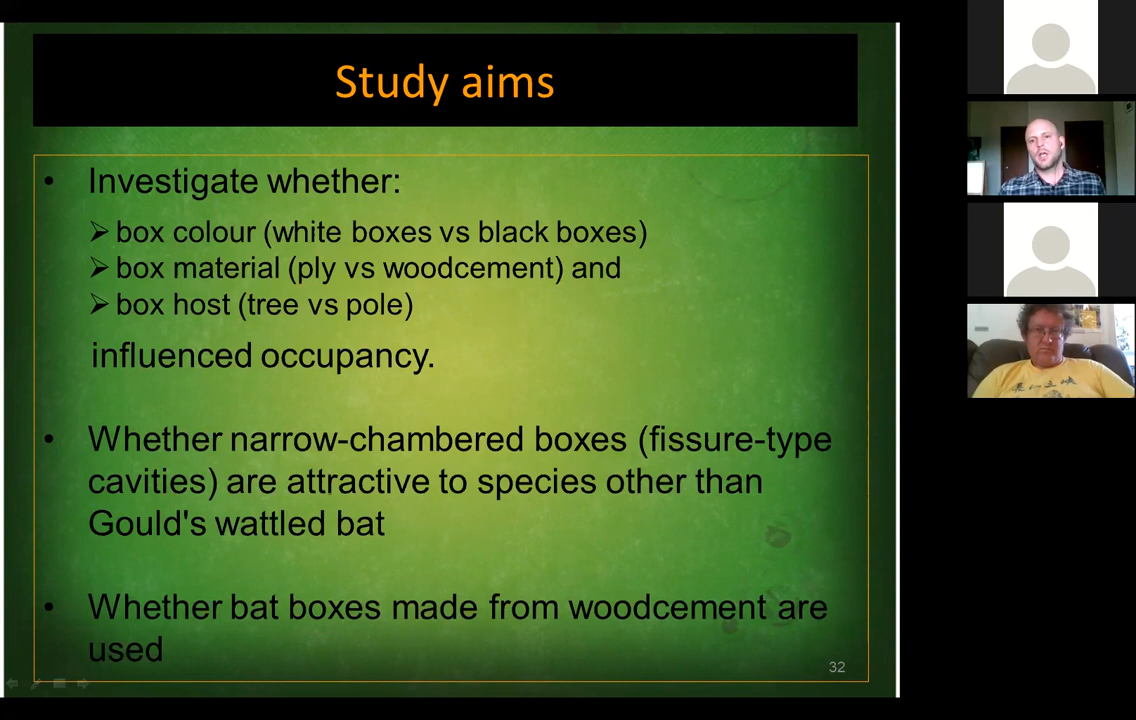 Study aims
• Investigate whether:
➢ box colour (white boxes vs black boxes)
➢ box material (ply vs woodcement) and
➢ box host (tree vs pole)
influenced occupancy.
• Whether narrow-chambered boxes (fissure-type
cavities) are attractive to species other than
Gould's wattled bat
• Whether bat boxes made from woodcement are
used
32